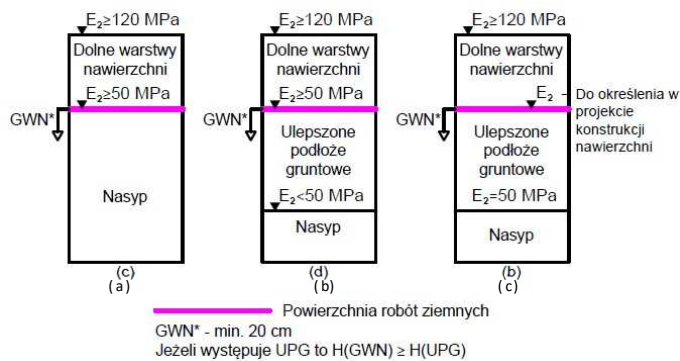 E₂≥120 MPa
Dolne warstwy
nawierzchni
E₂≥50 MPa
GWN*
Nasyp
(c)
(a)
E₂≥120 MPa
Dolne warstwy
nawierzchni
E₂≥50 MPa
GWN*
Ulepszone
podłoże
gruntowe
E₂<50 MPa
Nasyp
(d)
(b)
E₂≥120 MPa
Dolne warstwy
nawierzchni
E₂ – Do określenia w
projekcie
konstrukcji
nawierzchni
GWN*
Ulepszone
podłoże
gruntowe
E₂=50 MPa
Nasyp
(b)
(c)
Powierzchnia robót ziemnych
GWN* - min. 20 cm
Jeżeli występuje UPG to H(GWN) ≥ H(UPG)